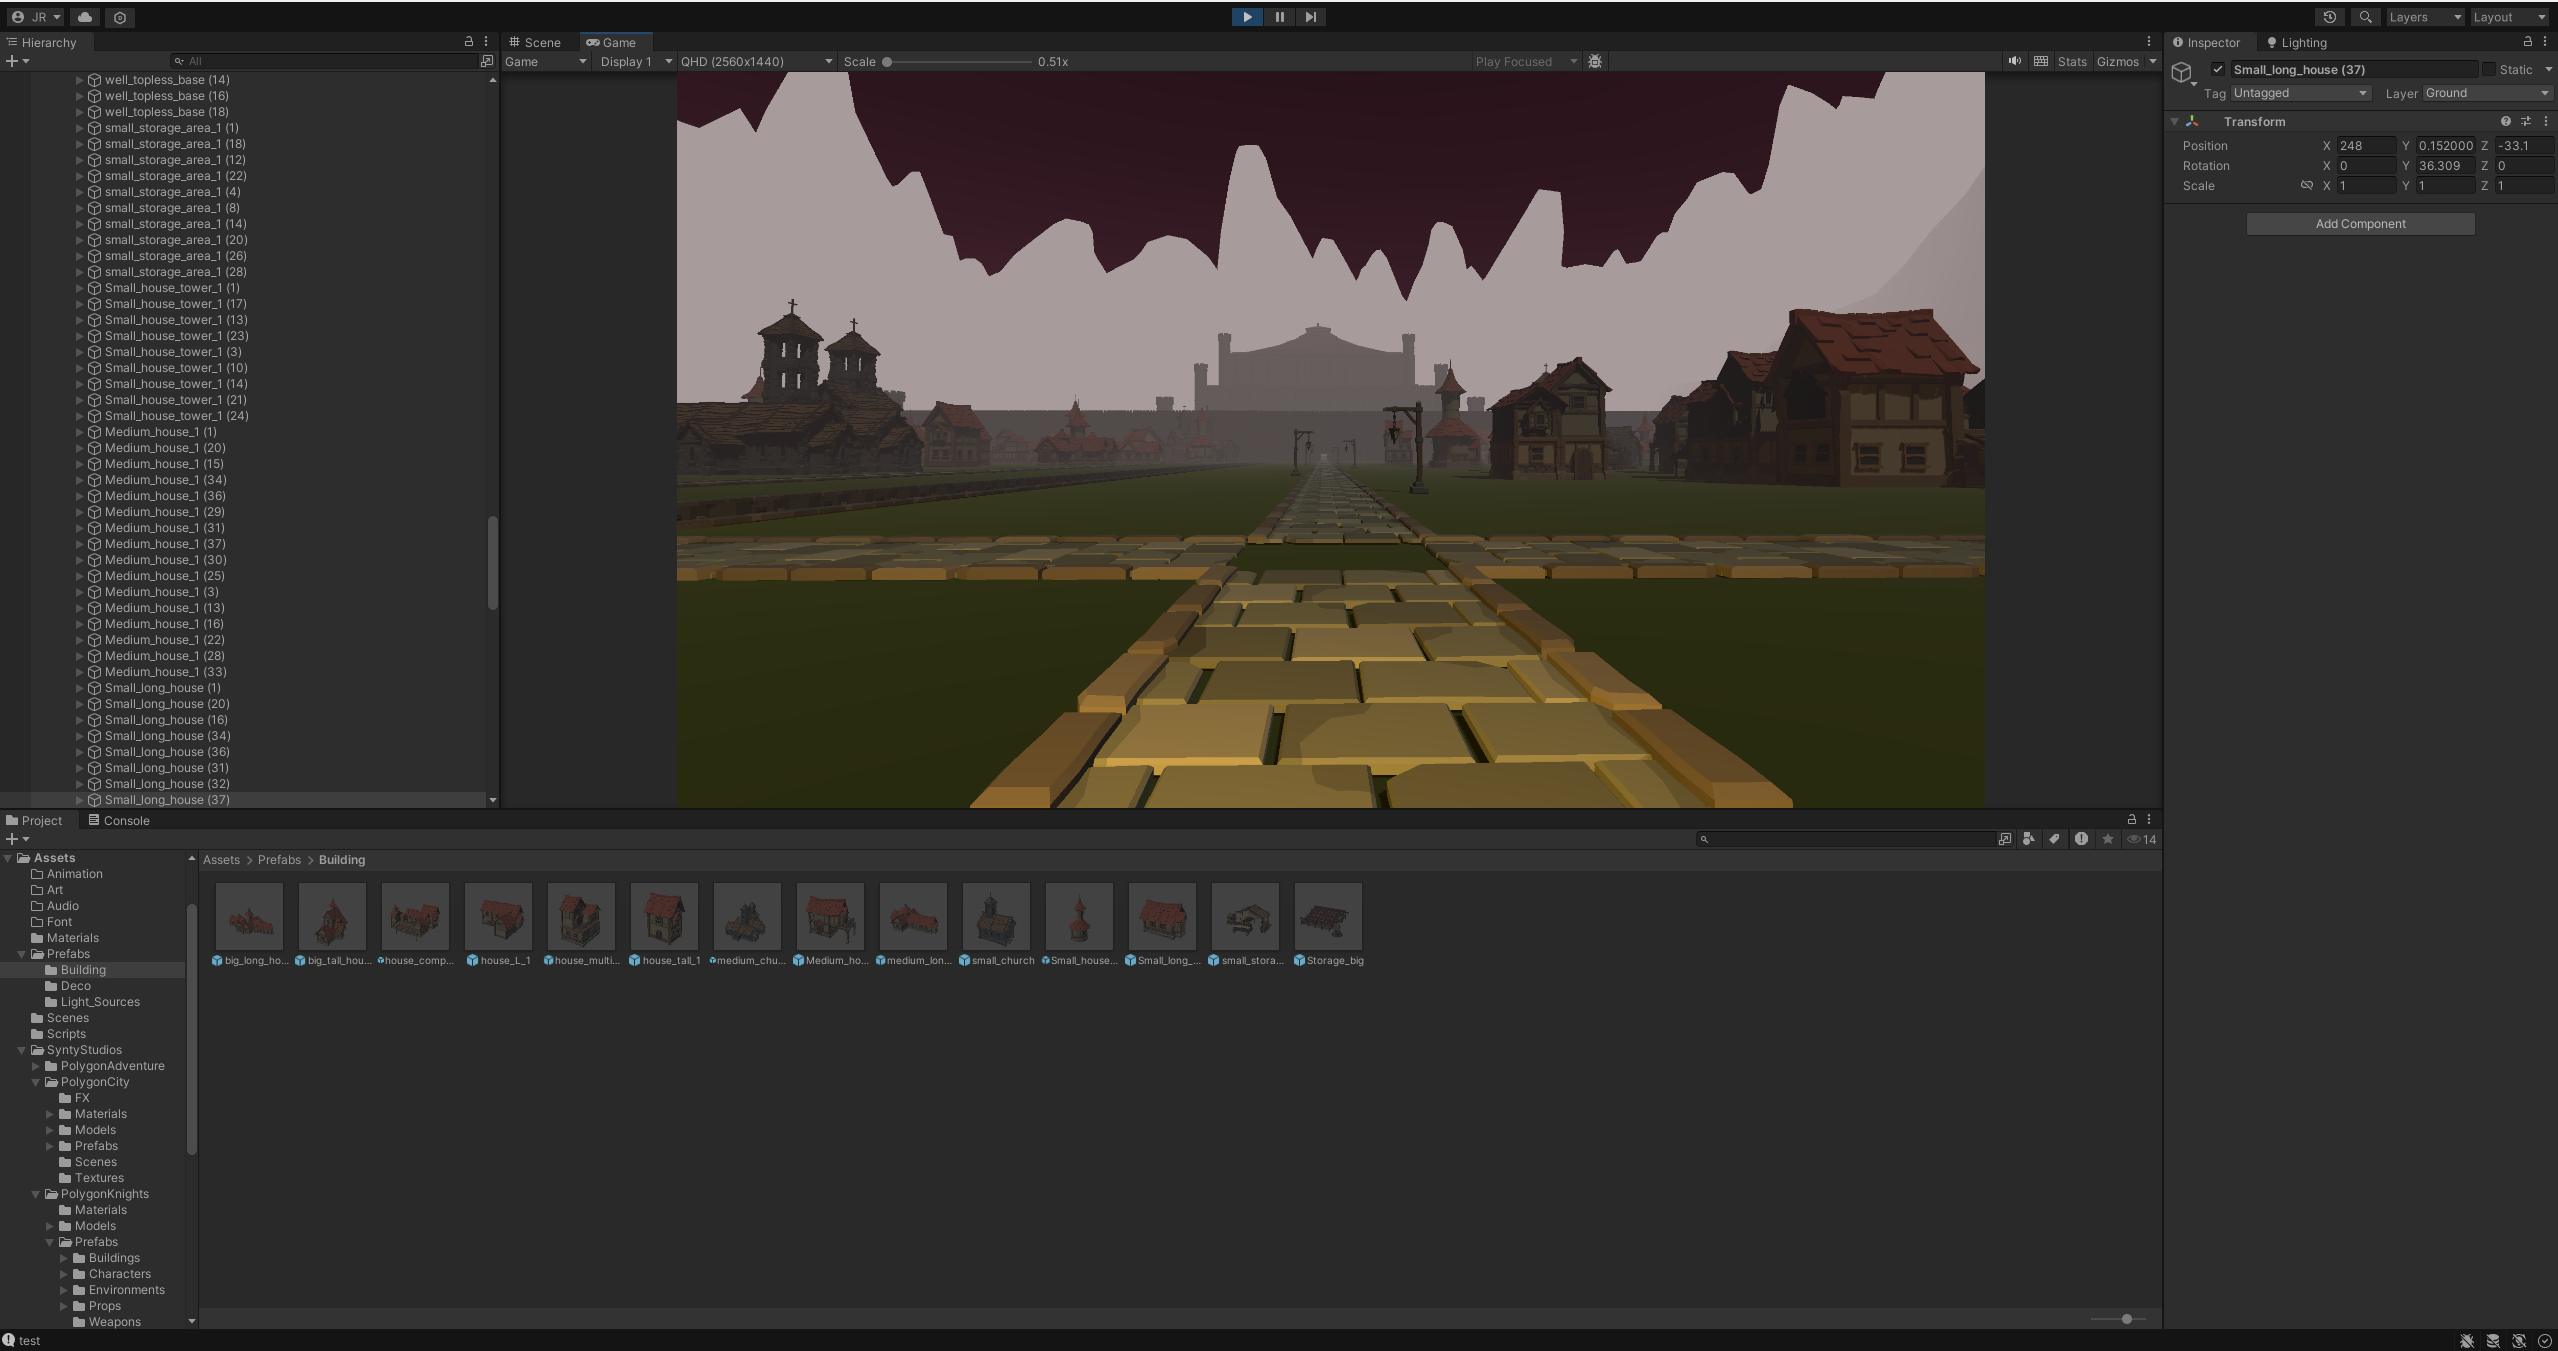 JR
Layers
Layout
Hierarchy
All
well_topless_base (14)
well_topless_base (16)
well_topless_base (18)
small_storage_area_1 (1)
small_storage_area_1 (18)
small_storage_area_1 (12)
small_storage_area_1 (22)
small_storage_area_1 (4)
small_storage_area_1 (8)
small_storage_area_1 (14)
small_storage_area_1 (20)
small_storage_area_1 (26)
small_storage_area_1 (28)
Small_house_tower_1 (1)
Small_house_tower_1 (17)
Small_house_tower_1 (13)
Small_house_tower_1 (23)
Small_house_tower_1 (3)
Small_house_tower_1 (10)
Small_house_tower_1 (14)
Small_house_tower_1 (21)
Small_house_tower_1 (24)
Medium_house_1 (1)
Medium_house_1 (20)
Medium_house_1 (15)
Medium_house_1 (34)
Medium_house_1 (36)
Medium_house_1 (29)
Medium_house_1 (31)
Medium_house_1 (37)
Medium_house_1 (30)
Medium_house_1 (25)
Medium_house_1 (3)
Medium_house_1 (13)
Medium_house_1 (16)
Medium_house_1 (22)
Medium_house_1 (28)
Medium_house_1 (33)
Small_long_house (1)
Small_long_house (20)
Small_long_house (16)
Small_long_house (34)
Small_long_house (36)
Small_long_house (31)
Small_long_house (32)
Small_long_house (37)
Scene Game
Game Display 1 QHD (2560x1440) Scale 0.51x Play Focused Stats Gizmos
Inspector Lighting
Small_long_house (37) Static
Tag Untagged Layer Ground
Transform
Position X 248 Y 0.152000 Z -33.1
Rotation X 0 Y 36.309 Z 0
Scale X 1 Y 1 Z 1
Add Component
Project Console
14
Assets
Animation
Art
Audio
Font
Materials
Prefabs
Building
Deco
Light_Sources
Scenes
Scripts
SyntyStudios
PolygonAdventure
PolygonCity
FX
Materials
Models
Prefabs
Scenes
Textures
PolygonKnights
Materials
Models
Prefabs
Buildings
Characters
Environments
Props
Weapons
Assets > Prefabs > Building
big_long_ho... big_tall_hou... house_comp... house_L_1 house_multi... house_tall_1 medium_chu... Medium_ho... medium_lon... small_church Small_house... Small_long_... small_stora... Storage_big
test